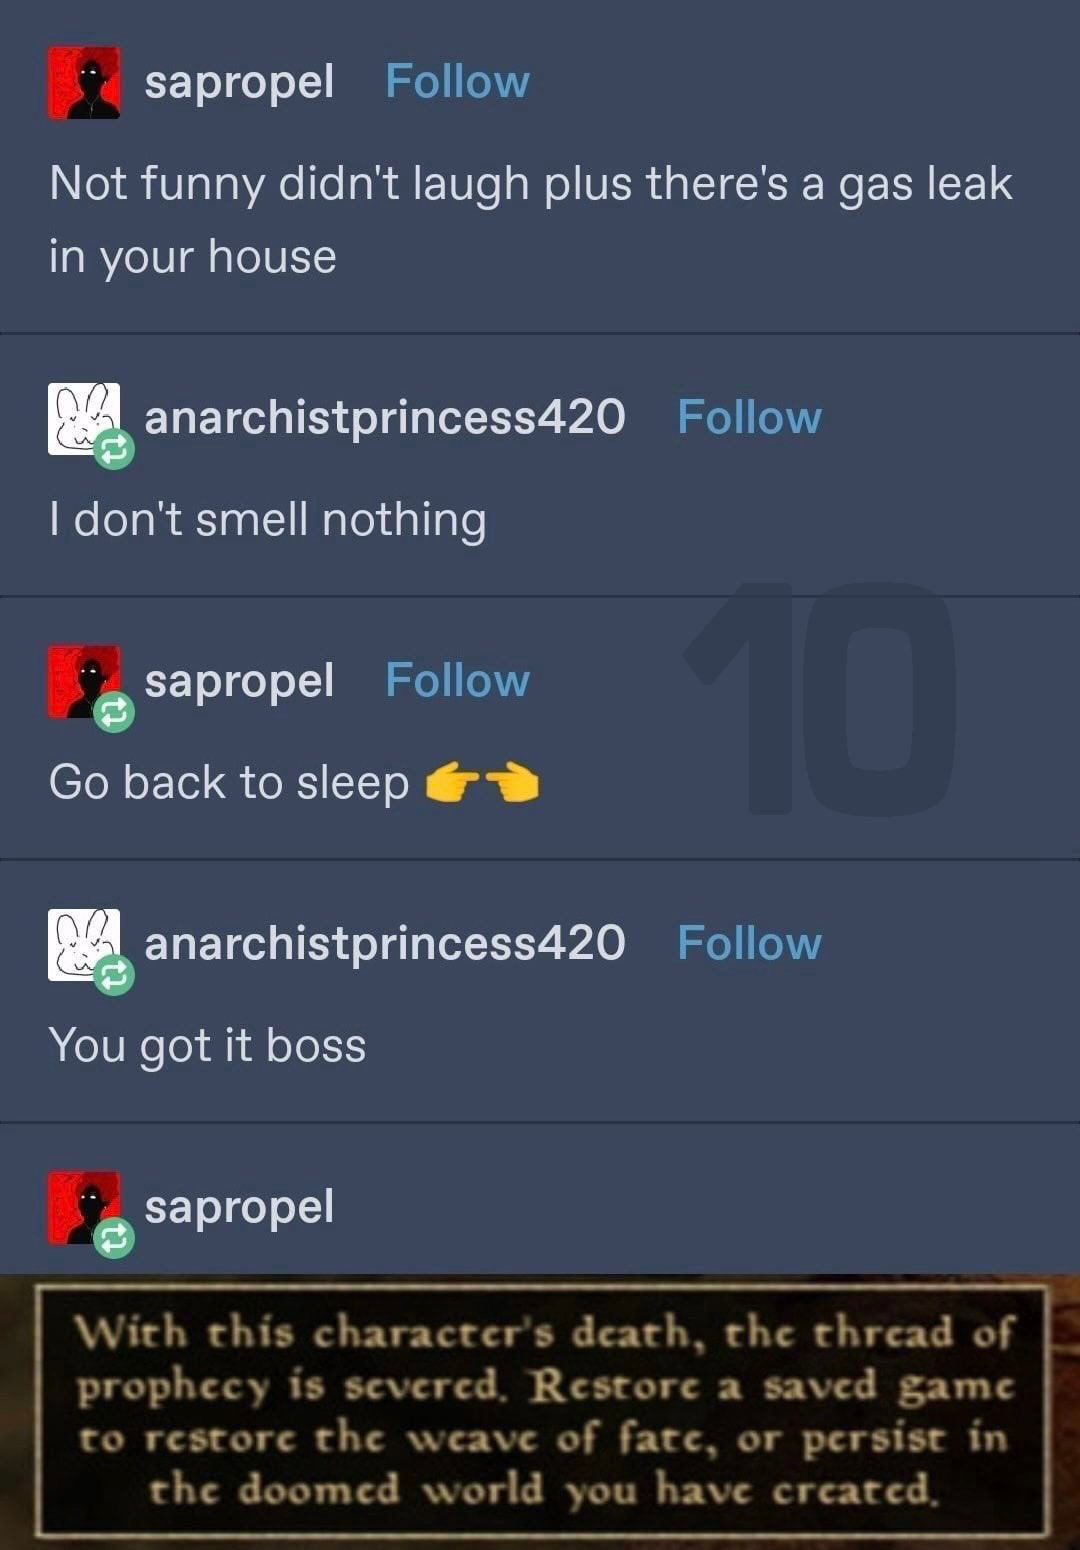 sapropel Follow
Not funny didn't laugh plus there's a gas leak
in your house
anarchistprincess420 Follow
I don't smell nothing
10
sapropel Follow
Go back to sleep 👉👈
anarchistprincess420 Follow
You got it boss
sapropel
With this character's death, the thread of
prophecy is severed. Restore a saved game
to restore the weave of fate, or persist in
the doomed world you have created.